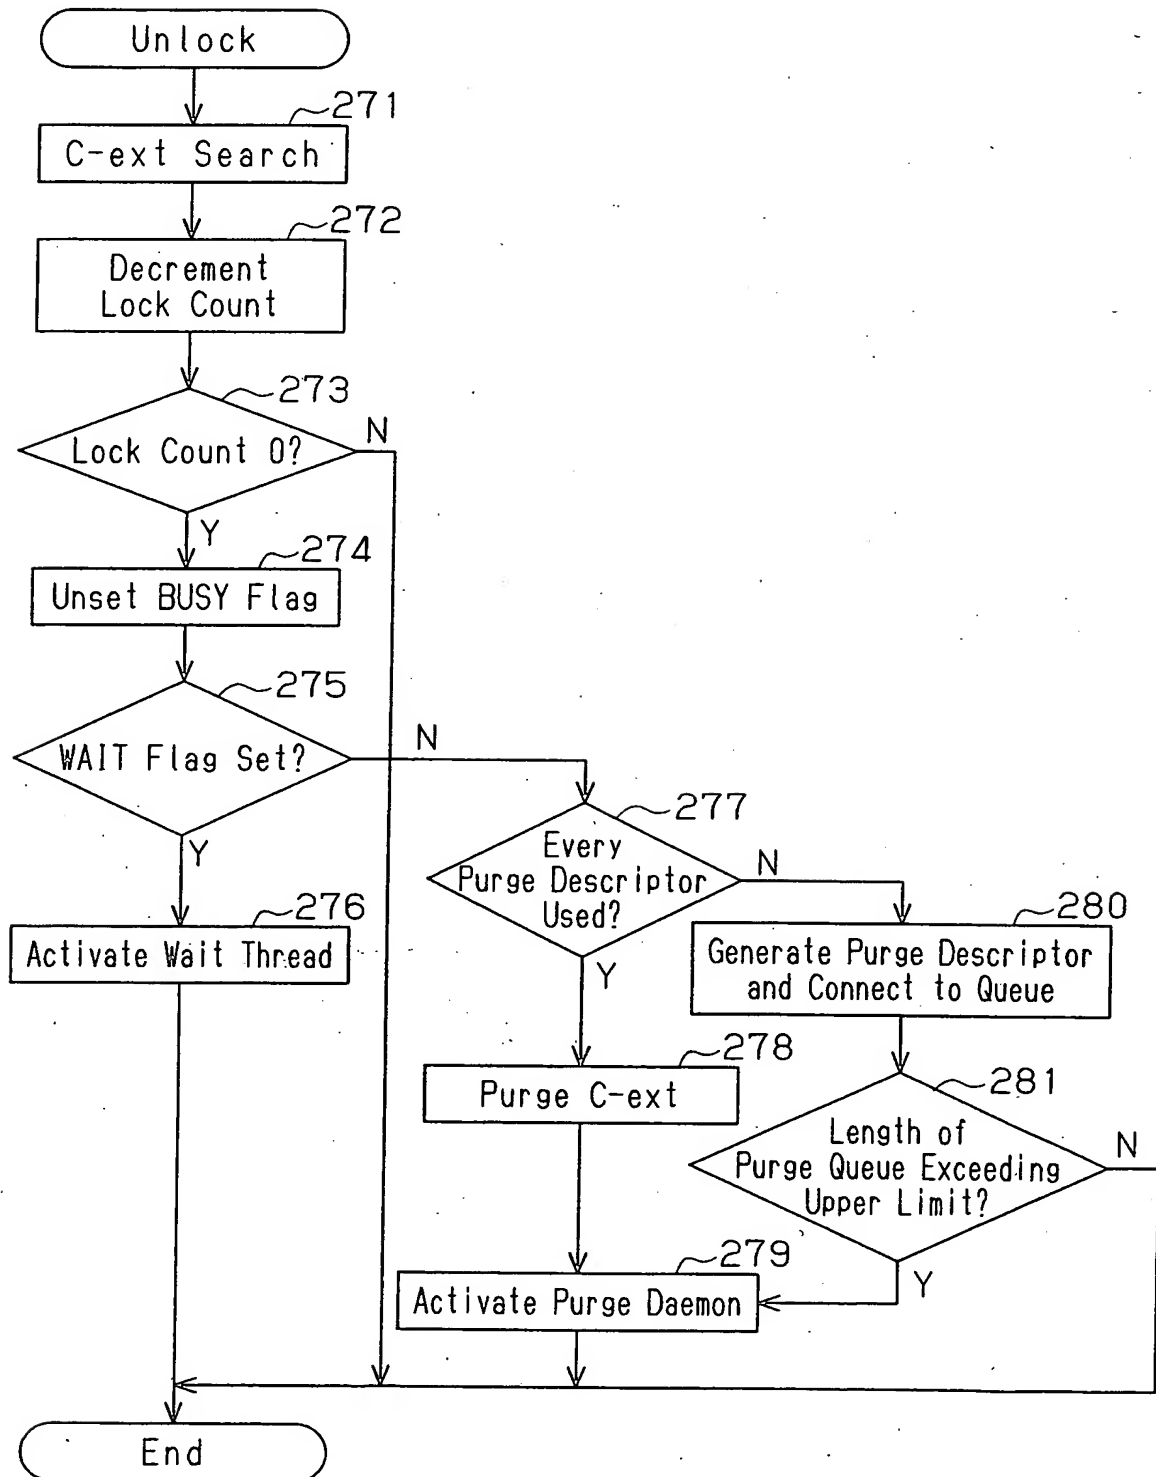 Unlock
271
C-ext Search
272
Decrement
Lock Count
273
Lock Count 0?
N
Y
274
Unset BUSY Flag
275
WAIT Flag Set?
N
Y
276
Activate Wait Thread
277
Every
Purge Descriptor
Used?
N
Y
280
Generate Purge Descriptor
and Connect to Queue
278
Purge C-ext
281
Length of
Purge Queue Exceeding
Upper Limit?
N
Y
279
Activate Purge Daemon
End